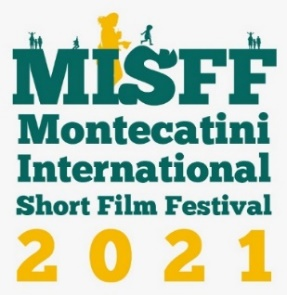 MISFF
Montecatini
International
Short Film Festival
2021